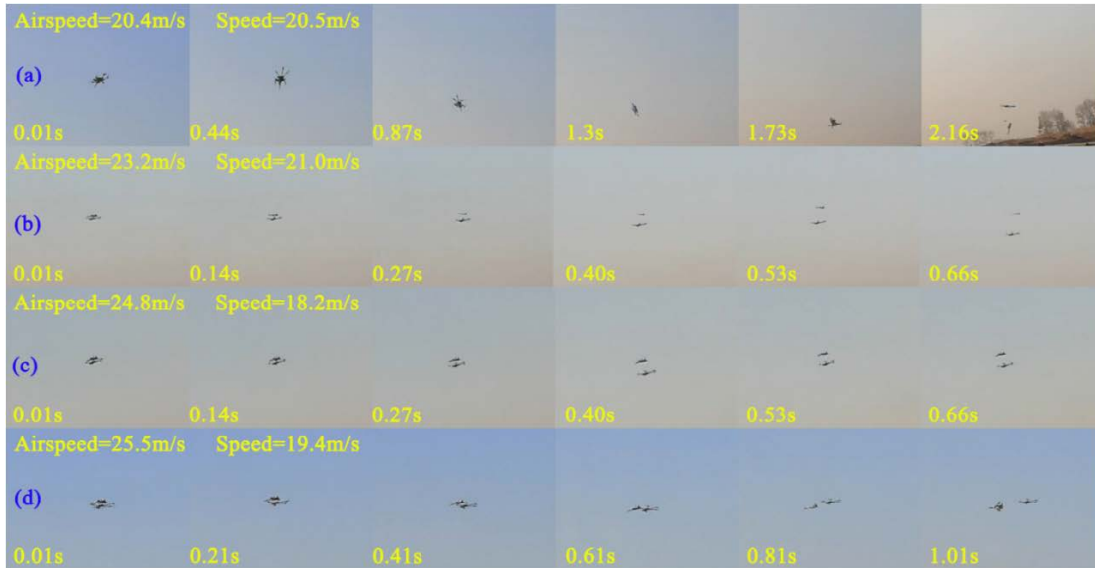 Airspeed=20.4m/s Speed=20.5m/s
(a)
0.01s 0.44s 0.87s 1.3s 1.73s 2.16s
Airspeed=23.2m/s Speed=21.0m/s
(b)
0.01s 0.14s 0.27s 0.40s 0.53s 0.66s
Airspeed=24.8m/s Speed=18.2m/s
(c)
0.01s 0.14s 0.27s 0.40s 0.53s 0.66s
Airspeed=25.5m/s Speed=19.4m/s
(d)
0.01s 0.21s 0.41s 0.61s 0.81s 1.01s